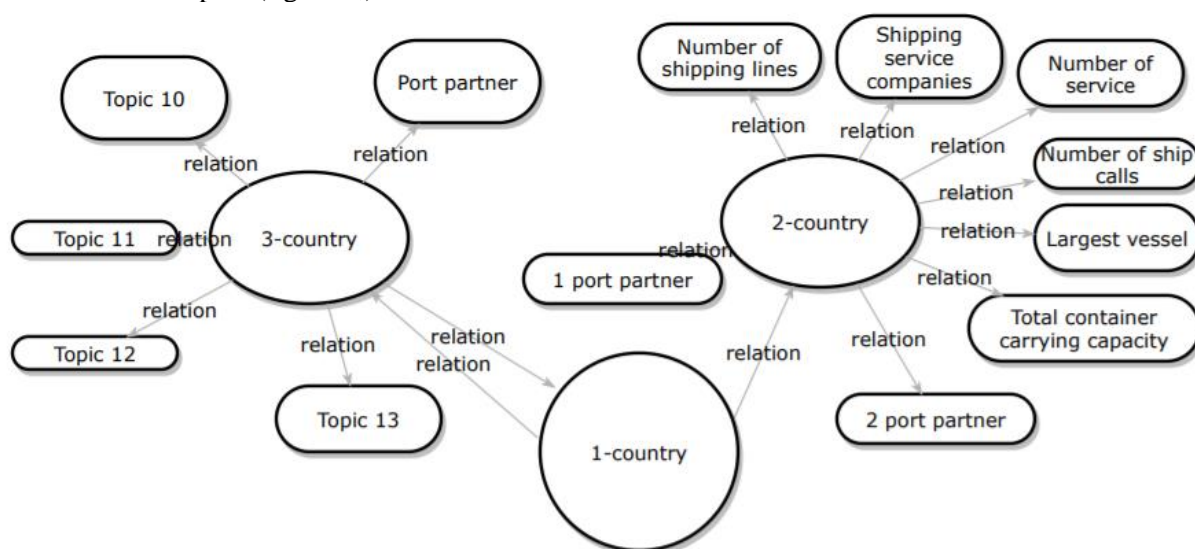 Number of
shipping lines
Shipping
service
companies
Number of
service
Topic 10
Port partner
relation
relation
relation
relation
relation
Number of ship
calls
relation
Topic 11
relation
3-country
2-country
relation
Largest vessel
relation
1 port partner
relation
Total container
carrying capacity
relation
Topic 12
relation
relation
relation
relation
relation
Topic 13
2 port partner
1-country